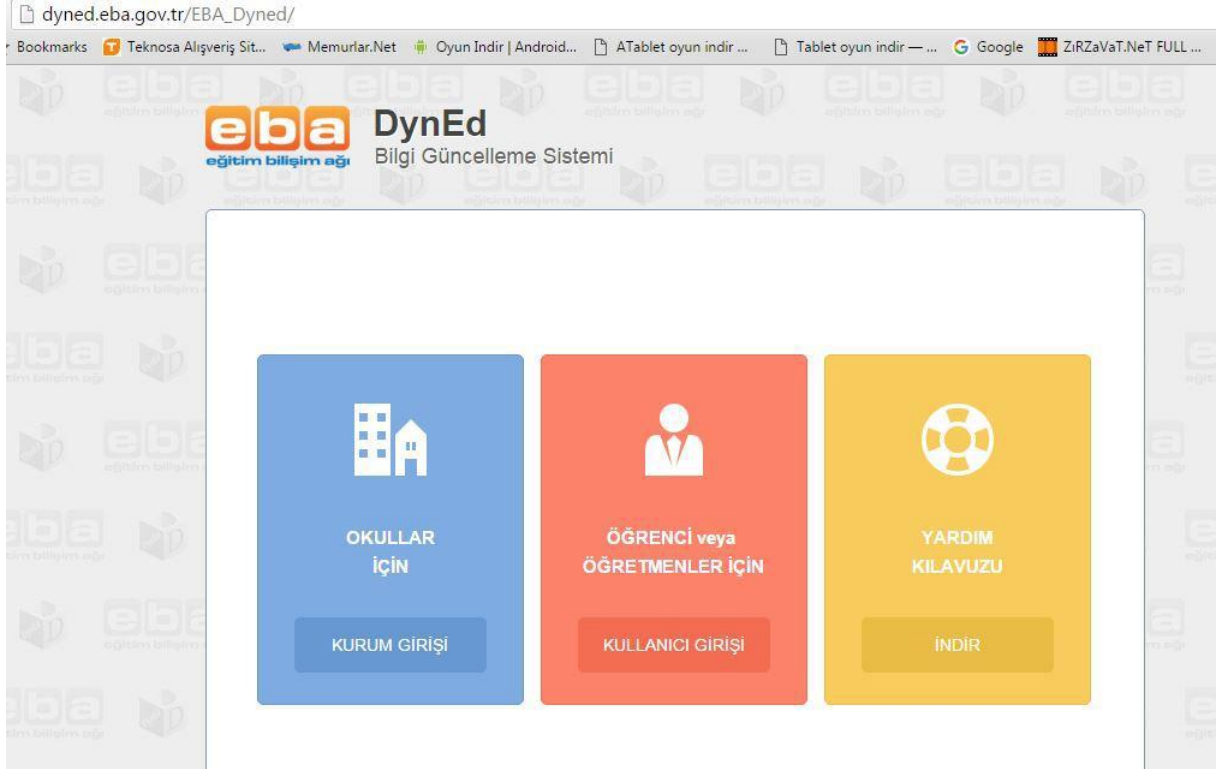 dyned.eba.gov.tr/EBA_Dyned/
Bookmarks Teknosa Alışveriş Sit... Memurlar.Net Oyun Indir | Android... ATablet oyun indir ... Tablet oyun indir — ... Google ZıRZaVaT.NeT FULL ...
eba
eğitim bilişim ağı
DynEd
Bilgi Güncelleme Sistemi
OKULLAR
İÇİN
KURUM GİRİŞİ
ÖĞRENCİ veya
ÖĞRETMENLER İÇİN
KULLANICI GİRİŞİ
YARDIM
KILAVUZU
İNDİR